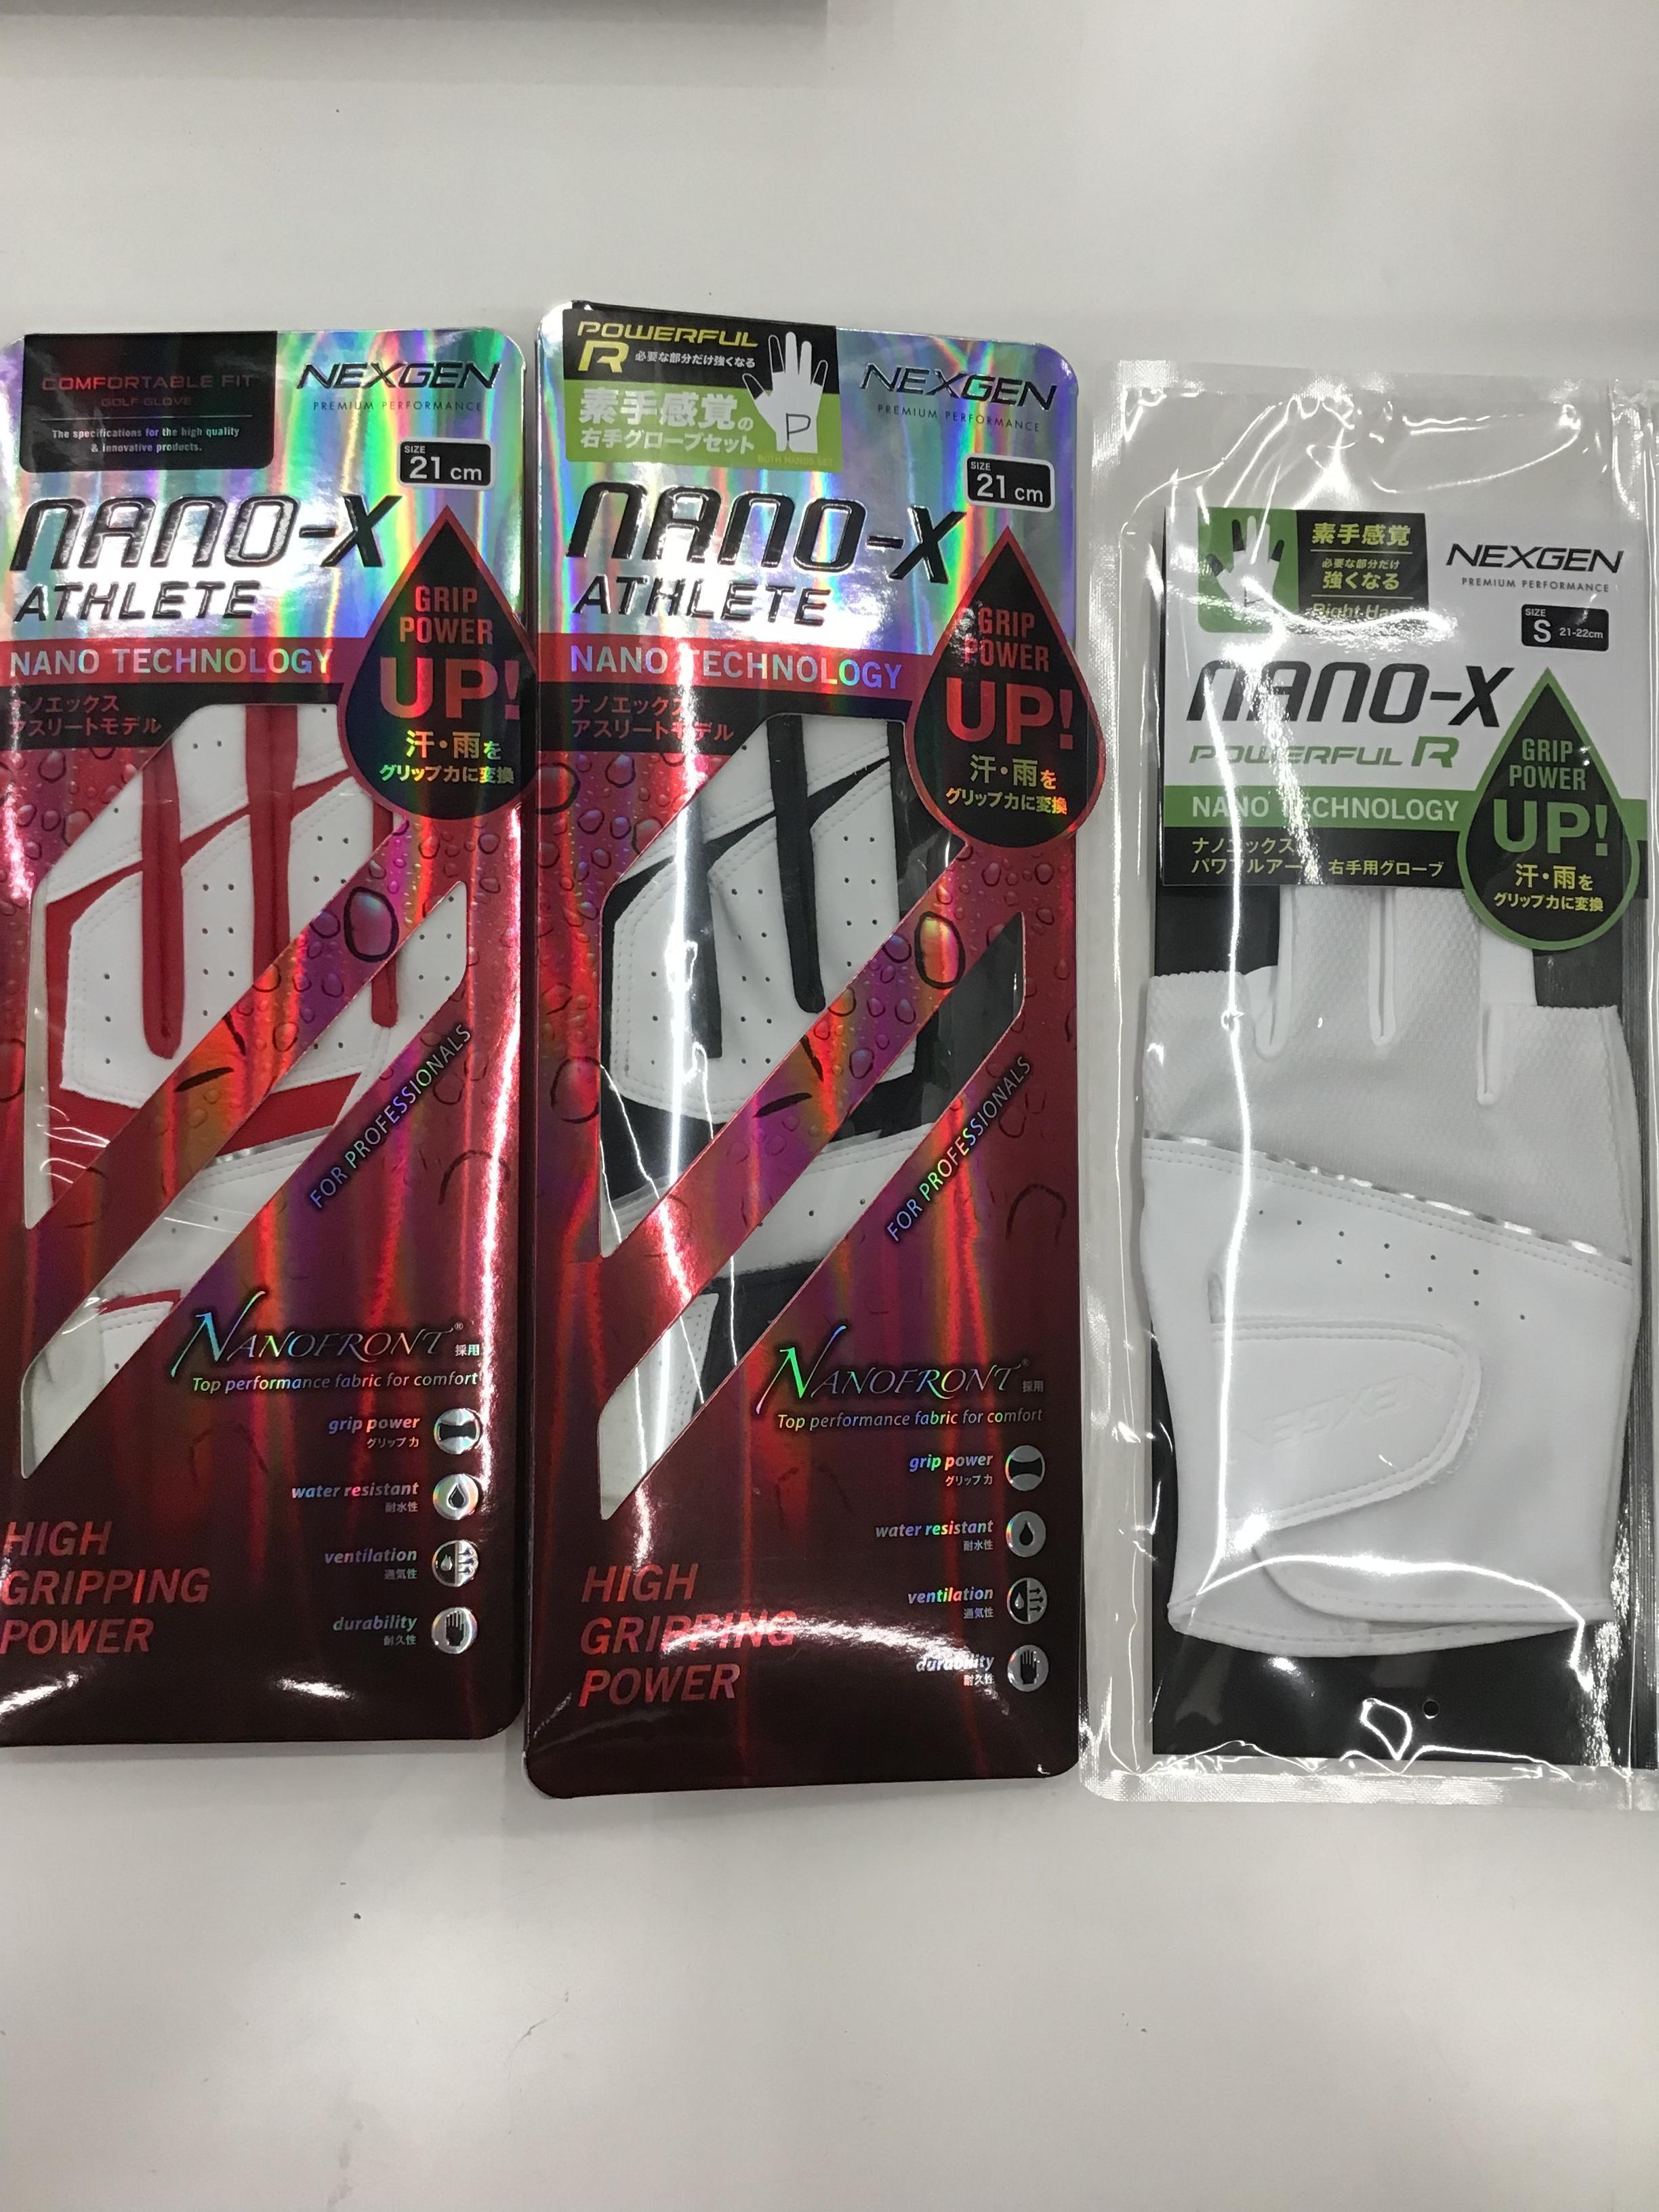 COMFORTABLE FIT
GOLF GLOVE
The specifications for the high quality
& innovative products.
NEXGEN
PREMIUM PERFORMANCE
SIZE
21 cm
NANO-X
ATHLETE
NANO TECHNOLOGY
ナノエックス
アスリートモデル
GRIP
POWER
UP!
汗・雨を
グリップ力に変換
FOR PROFESSIONALS
NANOFRONT® 採用
Top performance fabric for comfort
grip power
グリップ力
water resistant
耐水性
ventilation
通気性
durability
耐久性
HIGH
GRIPPING
POWER
POWERFUL
R 必要な部分だけ強くなる
素手感覚の
右手グローブセット
BOTH HANDS SET
P
NEXGEN
PREMIUM PERFORMANCE
SIZE
21 cm
NANO-X
ATHLETE
NANO TECHNOLOGY
ナノエックス
アスリートモデル
GRIP
POWER
UP!
汗・雨を
グリップ力に変換
FOR PROFESSIONALS
NANOFRONT® 採用
Top performance fabric for comfort
grip power
グリップ力
water resistant
耐水性
ventilation
通気性
durability
耐久性
HIGH
GRIPPING
POWER
素手感覚
必要な部分だけ
強くなる
Right Hand
NEXGEN
PREMIUM PERFORMANCE
SIZE
S 21-22cm
NANO-X
POWERFUL R
NANO TECHNOLOGY
ナノエックス
パワフルアール 右手用グローブ
GRIP
POWER
UP!
汗・雨を
グリップ力に変換